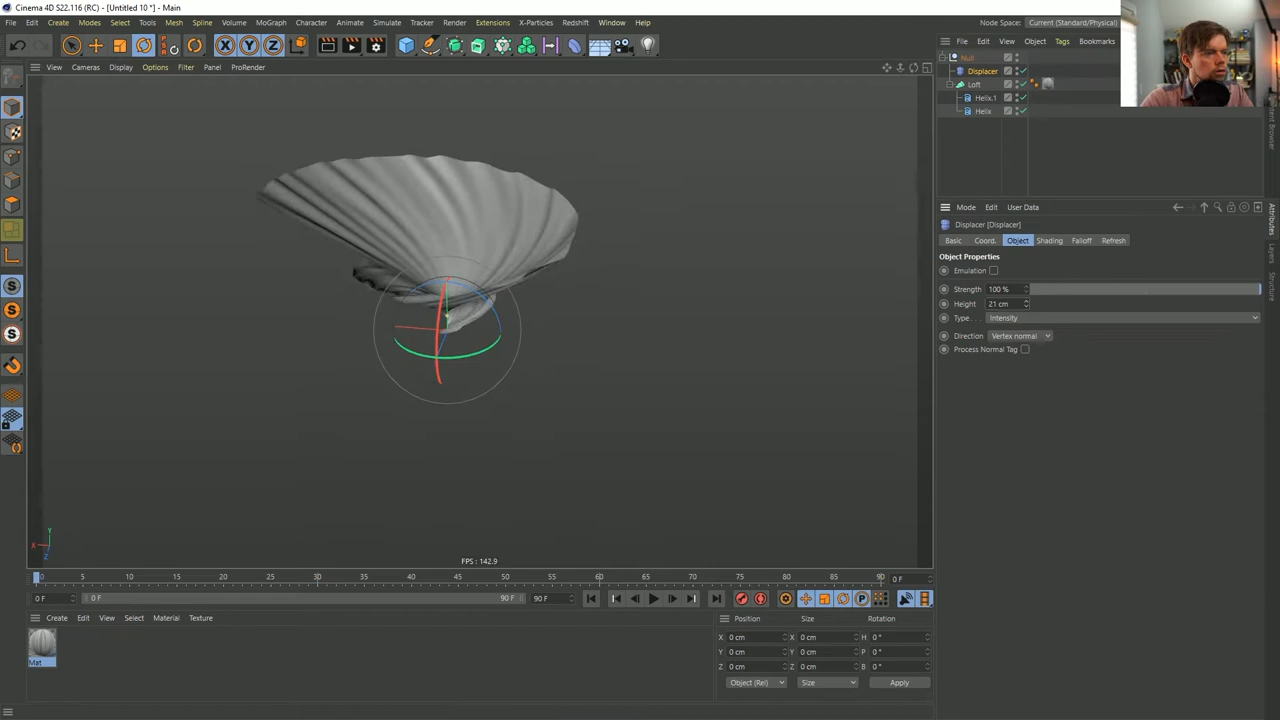 Cinema 4D S22.116 (RC) - [Untitled 10 *] - Main
File Edit Create Modes Select Tools Mesh Spline Volume MoGraph Character Animate Simulate Tracker Render Extensions X-Particles Redshift Window Help
Node Space: Current (Standard/Physical)
PSR
X Y Z
File Edit View Object Tags Bookmarks
View Cameras Display Options Filter Panel ProRender
Null
Displacer
Loft
Helix.1
Helix
Content Browser
Mode Edit User Data
Attributes
Layers
Structure
Displacer [Displacer]
Basic Coord. Object Shading Falloff Refresh
Object Properties
Emulation
Strength 100 %
Height 21 cm
Type . . . Intensity
Direction Vertex normal
Process Normal Tag
Y
X
Z
FPS : 142.9
0 5 10 15 20 25 30 35 40 45 50 55 60 65 70 75 80 85 90 0 F
0 F 0 F 90 F 90 F
Create Edit View Select Material Texture
Mat
Position Size Rotation
X 0 cm X 0 cm H 0 °
Y 0 cm Y 0 cm P 0 °
Z 0 cm Z 0 cm B 0 °
Object (Rel) Size Apply